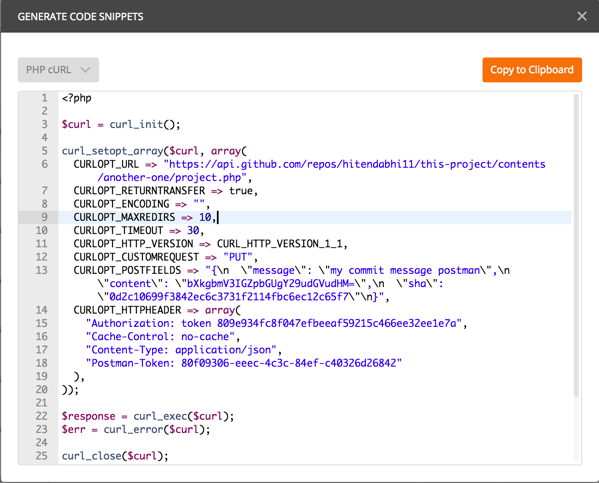 GENERATE CODE SNIPPETS
PHP cURL
Copy to Clipboard
1 <?php
2
3 $curl = curl_init();
4
5 curl_setopt_array($curl, array(
6 CURLOPT_URL => "https://api.github.com/repos/hitendabhi11/this-project/contents
/another-one/project.php",
7 CURLOPT_RETURNTRANSFER => true,
8 CURLOPT_ENCODING => "",
9 CURLOPT_MAXREDIRS => 10,
10 CURLOPT_TIMEOUT => 30,
11 CURLOPT_HTTP_VERSION => CURL_HTTP_VERSION_1_1,
12 CURLOPT_CUSTOMREQUEST => "PUT",
13 CURLOPT_POSTFIELDS => "{\n  \"message\": \"my commit message postman\",\n
\"content\": \"bXkgbmV3IGZpbGUgY29udGVudHM=\",\n  \"sha\":
\"0d2c10699f3842ec6c3731f2114fbc6ec12c65f7\"\n}",
14 CURLOPT_HTTPHEADER => array(
15 "Authorization: token 809e934fc8f047efbeeaf59215c466ee32ee1e7a",
16 "Cache-Control: no-cache",
17 "Content-Type: application/json",
18 "Postman-Token: 80f09306-eeec-4c3c-84ef-c40326d26842"
19 ),
20 ));
21
22 $response = curl_exec($curl);
23 $err = curl_error($curl);
24
25 curl_close($curl);